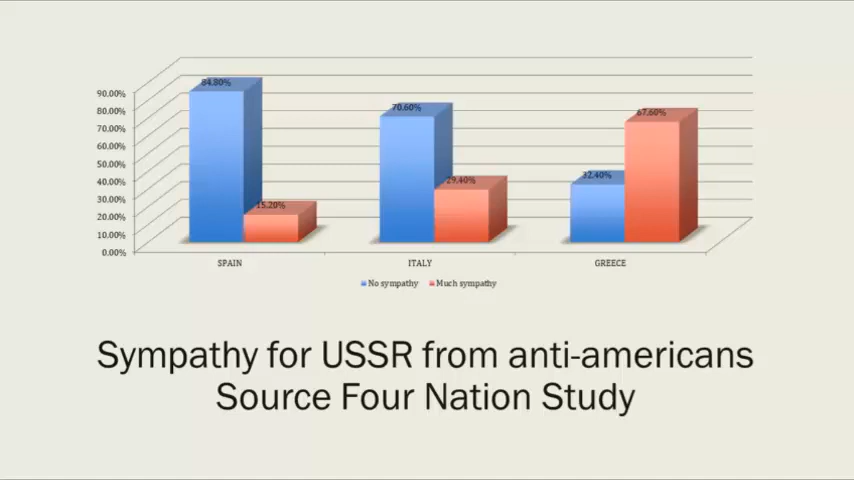 84.80%
70.60%
67.60%
90.00%
80.00%
70.00%
60.00%
50.00%
40.00%
30.00%
20.00%
10.00%
0.00%
15.20%
29.40%
32.40%
SPAIN
ITALY
GREECE
No sympathy
Much sympathy
Sympathy for USSR from anti-americans
Source Four Nation Study